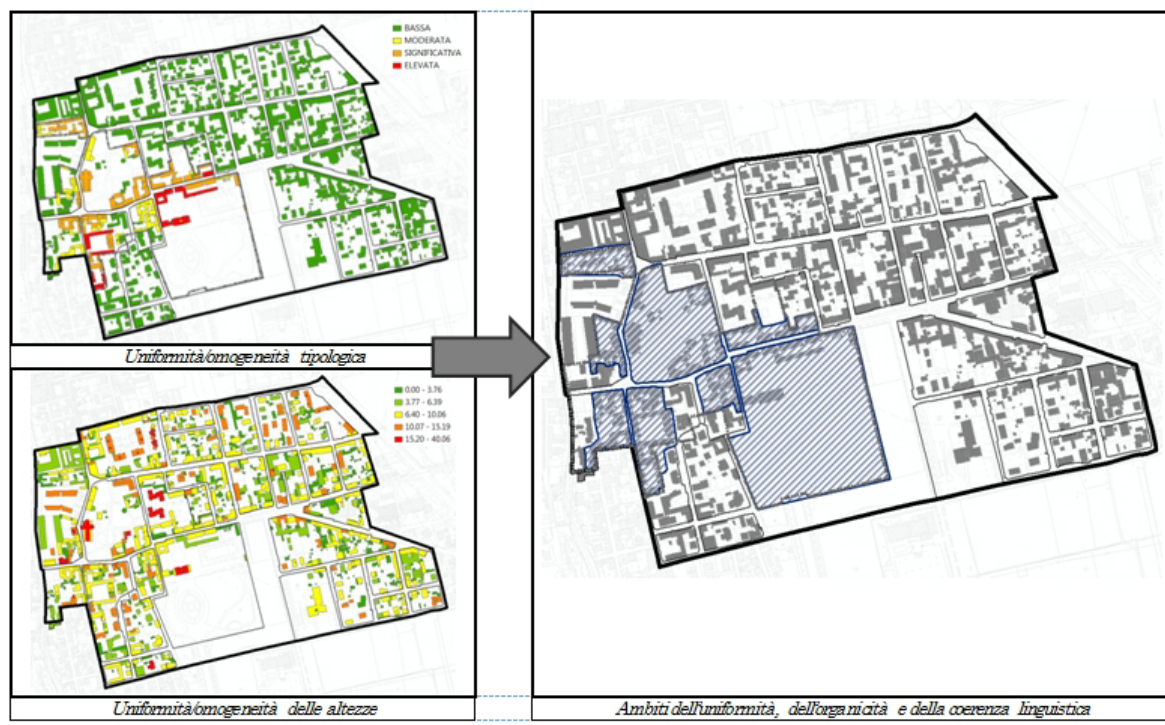 BASSA
MODERATA
SIGNIFICATIVA
ELEVATA
Uniformità/omogeneità tipologica
0.00 - 3.76
3.77 - 6.39
6.40 - 10.06
10.07 - 15.19
15.20 - 40.06
Uniformità/omogeneità delle altezze
Ambiti dell'uniformità, dell'organicità e della coerenza linguistica